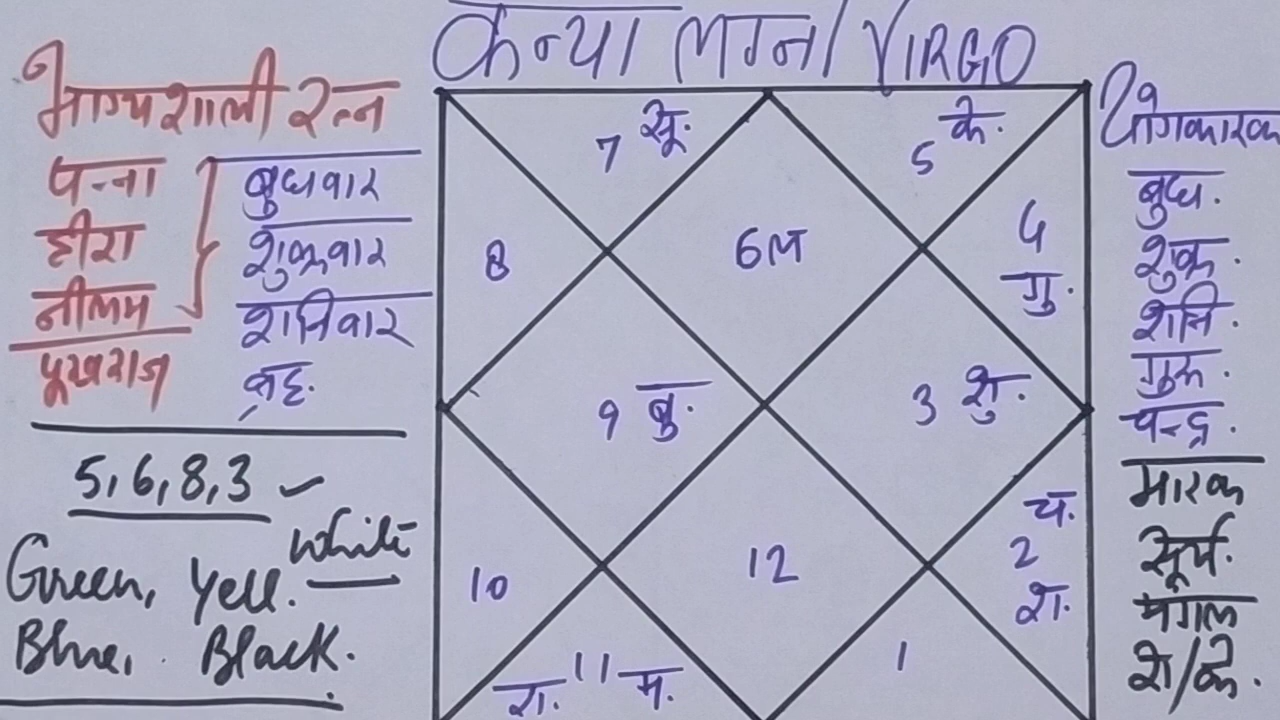 कन्या लग्न/ VIRGO
भाग्यशाली रत्न
पन्ना
हीरा
नीलम
पुखराज
बुधवार
शुक्रवार
शनिवार
5, 6, 8, 3 ✓
Green, Yell. White
Blue, Black.
7 सू.
5 के.
8
6ल
4
गु.
9 बु.
3 शु.
10
12
च.
2
श.
रा. 11 म.
1
योगकारक
बुध.
शुक्र.
शनि.
गुरू.
चन्द्र.
मारक
सूर्य.
मंगल
रा/के.